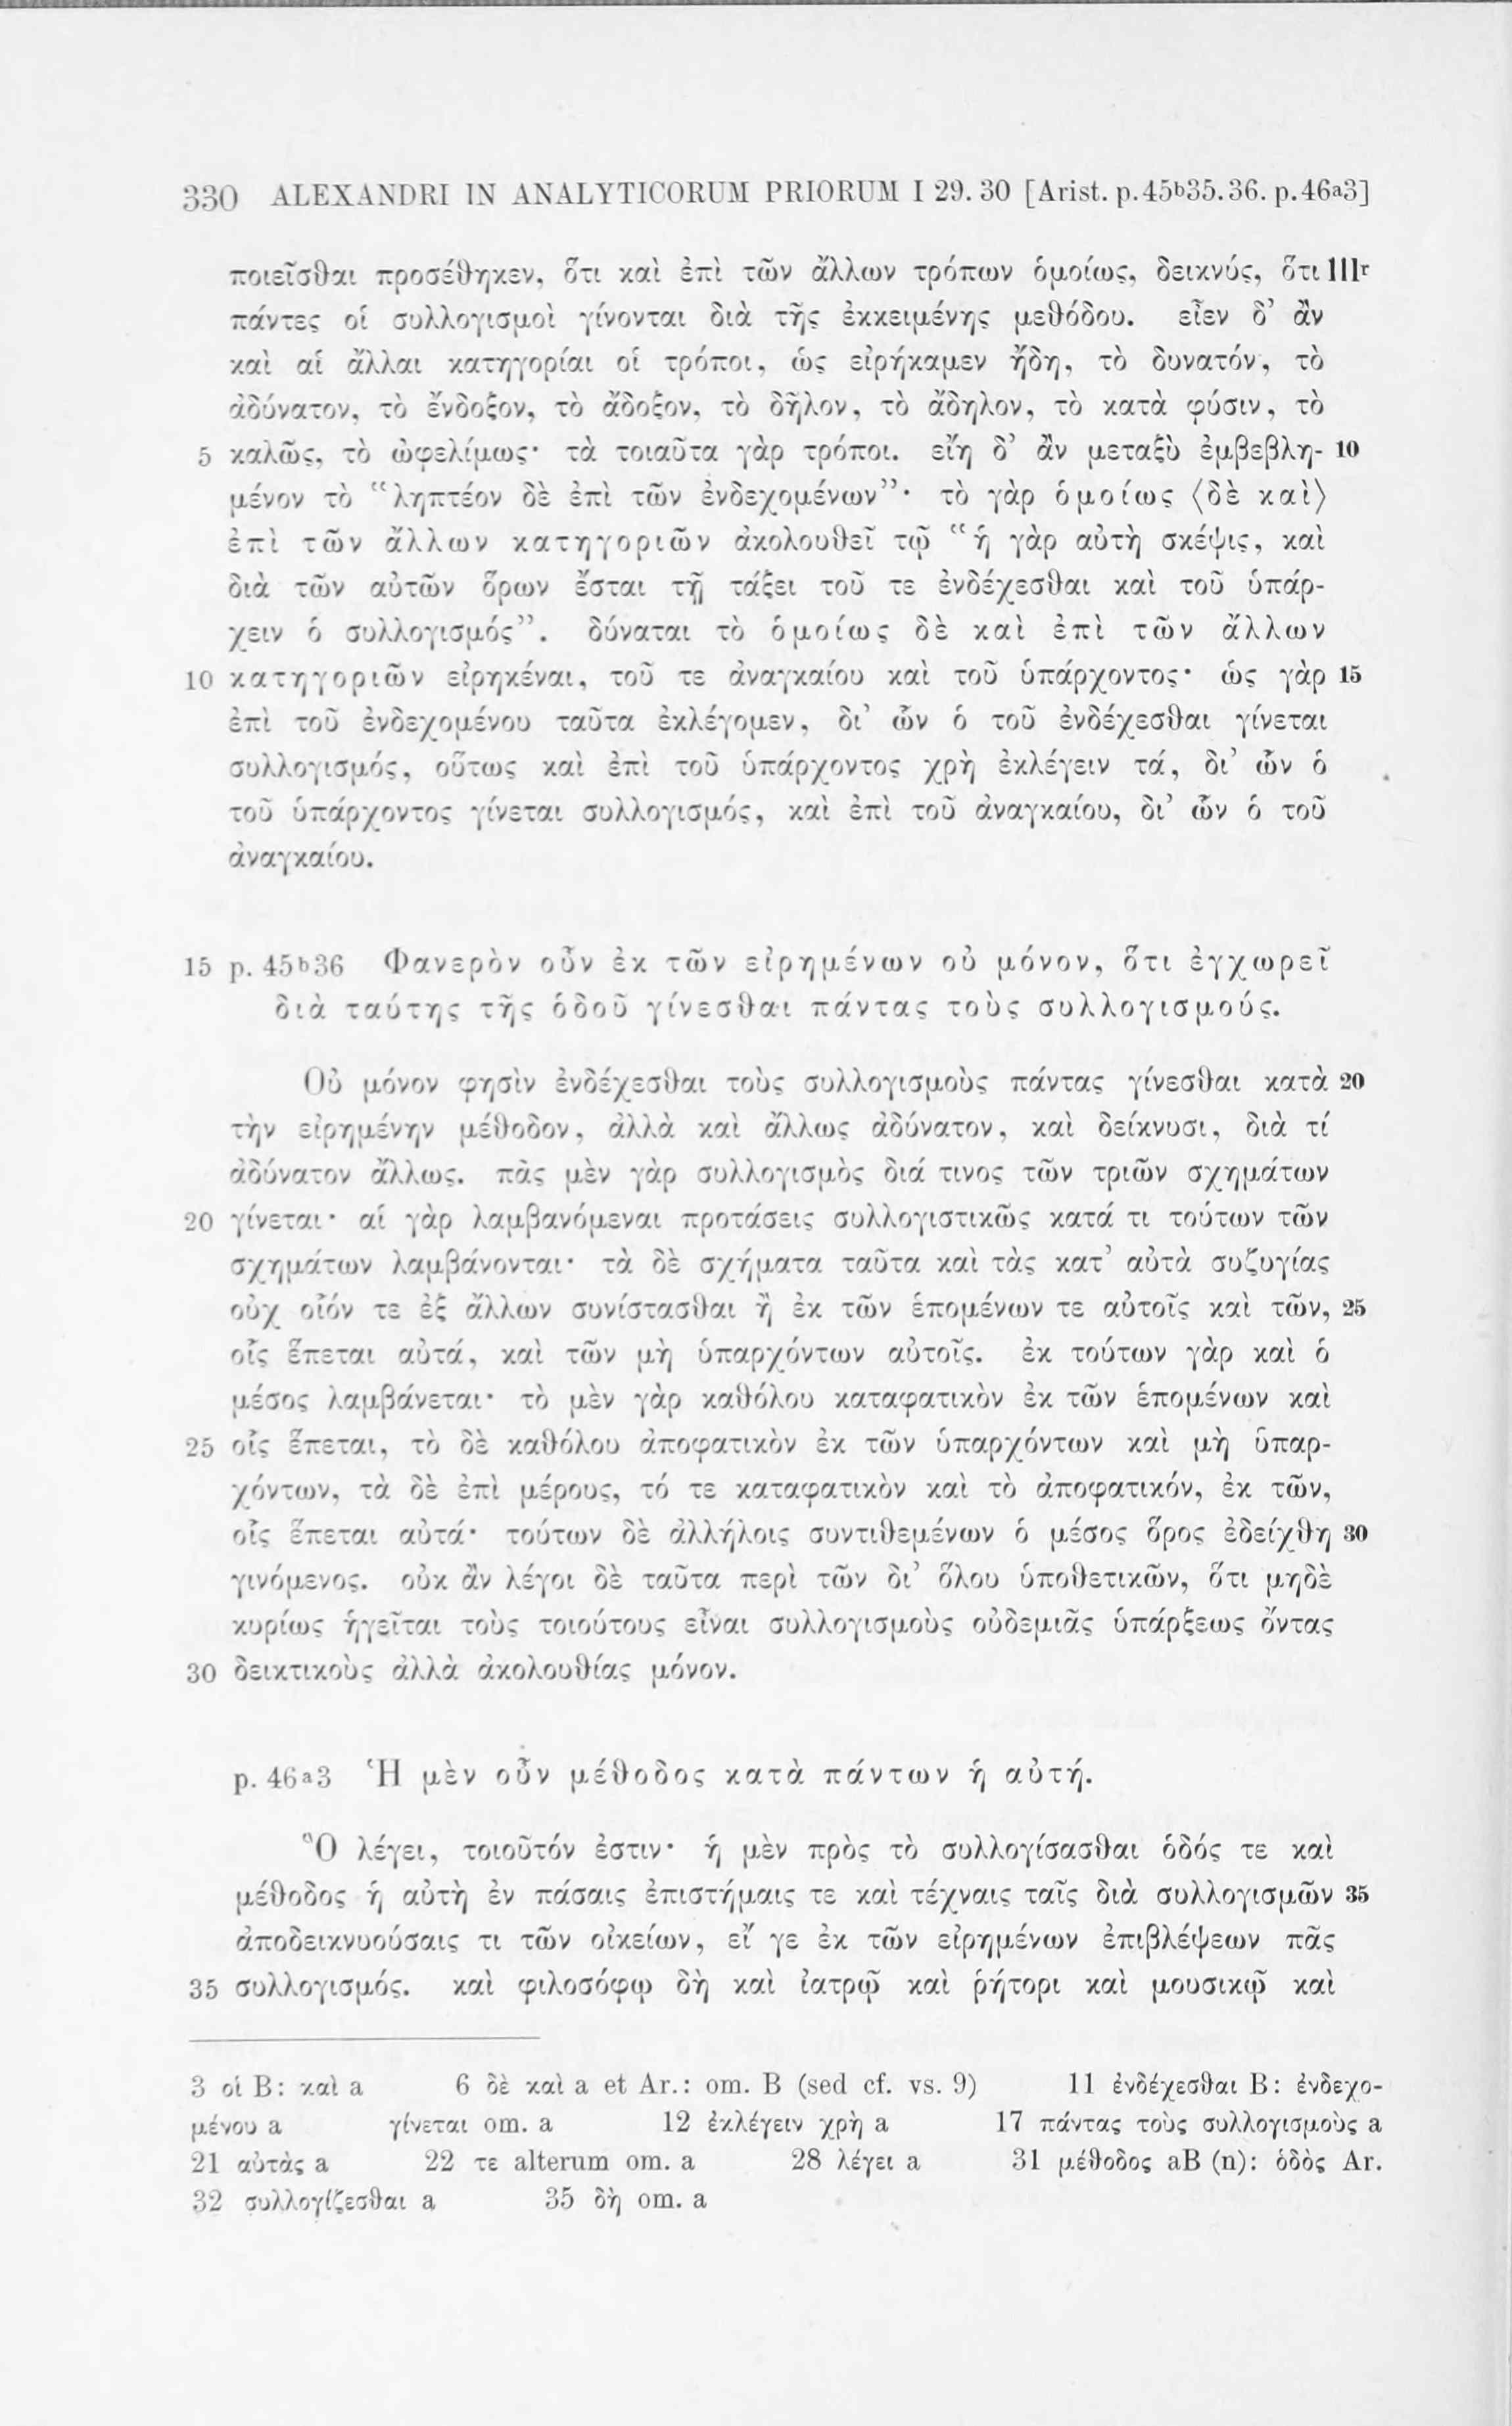 330 ALEXANDRI IN ANALYTICORUM PRIORUM I 29. 30 [Arist. p.45ᵇ35.36. p.46ᵃ3]
ποιεῖσθαι προσέθηκεν, ὅτι καὶ ἐπὶ τῶν ἄλλων τρόπων ὁμοίως, δεικνύς, ὅτι 111ʳ
πάντες οἱ συλλογισμοὶ γίνονται διὰ τῆς ἐκκειμένης μεθόδου. εἶεν δ’ ἂν
καὶ αἱ ἄλλαι κατηγορίαι οἱ τρόποι, ὡς εἰρήκαμεν ἤδη, τὸ δυνατόν, τὸ
ἀδύνατον, τὸ ἔνδοξον, τὸ ἄδοξον, τὸ δῆλον, τὸ ἄδηλον, τὸ κατὰ φύσιν, τὸ
5 καλῶς, τὸ ὠφελίμως· τὰ τοιαῦτα γὰρ τρόποι. εἴη δ’ ἂν μεταξὺ ἐμβεβλη- 10
μένον τὸ “ληπτέον δὲ ἐπὶ τῶν ἐνδεχομένων”· τὸ γὰρ ὁμοίως ⟨δὲ καὶ⟩
ἐπὶ τῶν ἄλλων κατηγοριῶν ἀκολουθεῖ τῷ “ἡ γὰρ αὐτὴ σκέψις, καὶ
διὰ τῶν αὐτῶν ὅρων ἔσται τῇ τάξει τοῦ τε ἐνδέχεσθαι καὶ τοῦ ὑπάρ-
χειν ὁ συλλογισμός”. δύναται τὸ ὁμοίως δὲ καὶ ἐπὶ τῶν ἄλλων
10 κατηγοριῶν εἰρηκέναι, τοῦ τε ἀναγκαίου καὶ τοῦ ὑπάρχοντος· ὡς γὰρ 15
ἐπὶ τοῦ ἐνδεχομένου ταῦτα ἐκλέγομεν, δι’ ὧν ὁ τοῦ ἐνδέχεσθαι γίνεται
συλλογισμός, οὕτως καὶ ἐπὶ τοῦ ὑπάρχοντος χρὴ ἐκλέγειν τά, δι’ ὧν ὁ
τοῦ ὑπάρχοντος γίνεται συλλογισμός, καὶ ἐπὶ τοῦ ἀναγκαίου, δι’ ὧν ὁ τοῦ
ἀναγκαίου.
15 p. 45ᵇ36 Φανερὸν οὖν ἐκ τῶν εἰρημένων οὐ μόνον, ὅτι ἐγχωρεῖ
διὰ ταύτης τῆς ὁδοῦ γίνεσθαι πάντας τοὺς συλλογισμούς.
Οὐ μόνον φησὶν ἐνδέχεσθαι τοὺς συλλογισμοὺς πάντας γίνεσθαι κατὰ 20
τὴν εἰρημένην μέθοδον, ἀλλὰ καὶ ἄλλως ἀδύνατον, καὶ δείκνυσι, διὰ τί
ἀδύνατον ἄλλως. πᾶς μὲν γὰρ συλλογισμὸς διά τινος τῶν τριῶν σχημάτων
20 γίνεται· αἱ γὰρ λαμβανόμεναι προτάσεις συλλογιστικῶς κατά τι τούτων τῶν
σχημάτων λαμβάνονται· τὰ δὲ σχήματα ταῦτα καὶ τὰς κατ’ αὐτὰ συζυγίας
οὐχ οἷόν τε ἐξ ἄλλων συνίστασθαι ἢ ἐκ τῶν ἑπομένων τε αὐτοῖς καὶ τῶν, 25
οἷς ἕπεται αὐτά, καὶ τῶν μὴ ὑπαρχόντων αὐτοῖς. ἐκ τούτων γὰρ καὶ ὁ
μέσος λαμβάνεται· τὸ μὲν γὰρ καθόλου καταφατικὸν ἐκ τῶν ἑπομένων καὶ
25 οἷς ἕπεται, τὸ δὲ καθόλου ἀποφατικὸν ἐκ τῶν ὑπαρχόντων καὶ μὴ ὑπαρ-
χόντων, τὰ δὲ ἐπὶ μέρους, τό τε καταφατικὸν καὶ τὸ ἀποφατικόν, ἐκ τῶν,
οἷς ἕπεται αὐτά· τούτων δὲ ἀλλήλοις συντιθεμένων ὁ μέσος ὅρος ἐδείχθη 30
γινόμενος. οὐκ ἂν λέγοι δὲ ταῦτα περὶ τῶν δι’ ὅλου ὑποθετικῶν, ὅτι μηδὲ
κυρίως ἡγεῖται τοὺς τοιούτους εἶναι συλλογισμοὺς οὐδεμιᾶς ὑπάρξεως ὄντας
30 δεικτικοὺς ἀλλὰ ἀκολουθίας μόνον.
p. 46ᵃ3 Ἡ μὲν οὖν μέθοδος κατὰ πάντων ἡ αὐτή.
Ὃ λέγει, τοιοῦτόν ἐστιν· ἡ μὲν πρὸς τὸ συλλογίσασθαι ὁδός τε καὶ
μέθοδος ἡ αὐτὴ ἐν πάσαις ἐπιστήμαις τε καὶ τέχναις ταῖς διὰ συλλογισμῶν 35
ἀποδεικνυούσαις τι τῶν οἰκείων, εἴ γε ἐκ τῶν εἰρημένων ἐπιβλέψεων πᾶς
35 συλλογισμός. καὶ φιλοσόφῳ δὴ καὶ ἰατρῷ καὶ ῥήτορι καὶ μουσικῷ καὶ
3 οἱ B: καὶ a 6 δὲ καὶ a et Ar.: om. B (sed cf. vs. 9) 11 ἐνδέχεσθαι B: ἐνδεχο-
μένου a γίνεται om. a 12 ἐκλέγειν χρὴ a 17 πάντας τοὺς συλλογισμοὺς a
21 αὐτὰς a 22 τε alterum om. a 28 λέγει a 31 μέθοδος aB (n): ὁδὸς Ar.
32 συλλογίζεσθαι a 35 δὴ om. a